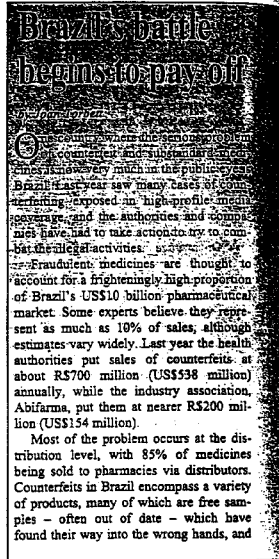 Brazil's battle
begins to pay off
by Joan
One country where the serious problem
of counterfeit and substandard medi-
cines is now very much in the public eye is
Brazil. Last year saw many cases of coun-
terfeiting exposed in high-profile media
coverage, and the authorities and compa-
nies have had to take action to try to com-
bat the illegal activities.
Fraudulent medicines are thought to
account for a frighteningly high proportion
of Brazil's US$10 billion pharmaceutical
market. Some experts believe they repre-
sent as much as 10% of sales, although
estimates vary widely. Last year the health
authorities put sales of counterfeits at
about R$700 million (US$538 million)
annually, while the industry association,
Abifarma, put them at nearer R$200 mil-
lion (US$154 million).
Most of the problem occurs at the dis-
tribution level, with 85% of medicines
being sold to pharmacies via distributors.
Counterfeits in Brazil encompass a variety
of products, many of which are free sam-
ples – often out of date – which have
found their way into the wrong hands, and